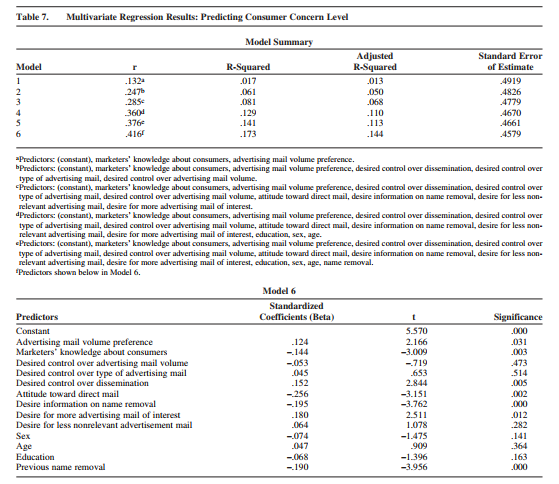 Table 7. Multivariate Regression Results: Predicting Consumer Concern Level
Model Summary
Adjusted Standard Error
Model r R-Squared R-Squared of Estimate
1 .132a .017 .013 .4919
2 .247b .061 .050 .4826
3 .285c .081 .068 .4779
4 .360d .129 .110 .4670
5 .376e .141 .113 .4661
6 .416f .173 .144 .4579
aPredictors: (constant), marketers' knowledge about consumers, advertising mail volume preference.
bPredictors: (constant), marketers' knowledge about consumers, advertising mail volume preference, desired control over dissemination, desired control over
type of advertising mail, desired control over advertising mail volume.
cPredictors: (constant), marketers' knowledge about consumers, advertising mail volume preference, desired control over dissemination, desired control over
type of advertising mail, desired control over advertising mail volume, attitude toward direct mail, desire information on name removal, desire for less non-
relevant advertising mail, desire for more advertising mail of interest.
dPredictors: (constant), marketers' knowledge about consumers, advertising mail volume preference, desired control over dissemination, desired control over
type of advertising mail, desired control over advertising mail volume, attitude toward direct mail, desire information on name removal, desire for less non-
relevant advertising mail, desire for more advertising mail of interest, education, sex, age.
ePredictors: (constant), marketers' knowledge about consumers, advertising mail volume preference, desired control over dissemination, desired control over
type of advertising mail, desired control over advertising mail volume, attitude toward direct mail, desire information on name removal, desire for less non-
relevant advertising mail, desire for more advertising mail of interest, education, sex, age, name removal.
fPredictors shown below in Model 6.
Model 6
Standardized
Predictors Coefficients (Beta) t Significance
Constant 5.570 .000
Advertising mail volume preference .124 2.166 .031
Marketers' knowledge about consumers –.144 –3.009 .003
Desired control over advertising mail volume –.053 –.719 .473
Desired control over type of advertising mail .045 .653 .514
Desired control over dissemination .152 2.844 .005
Attitude toward direct mail –.256 –3.151 .002
Desire information on name removal –.195 –3.762 .000
Desire for more advertising mail of interest .180 2.511 .012
Desire for less nonrelevant advertisement mail .064 1.078 .282
Sex –.074 –1.475 .141
Age .047 .909 .364
Education –.068 –1.396 .163
Previous name removal –.190 –3.956 .000